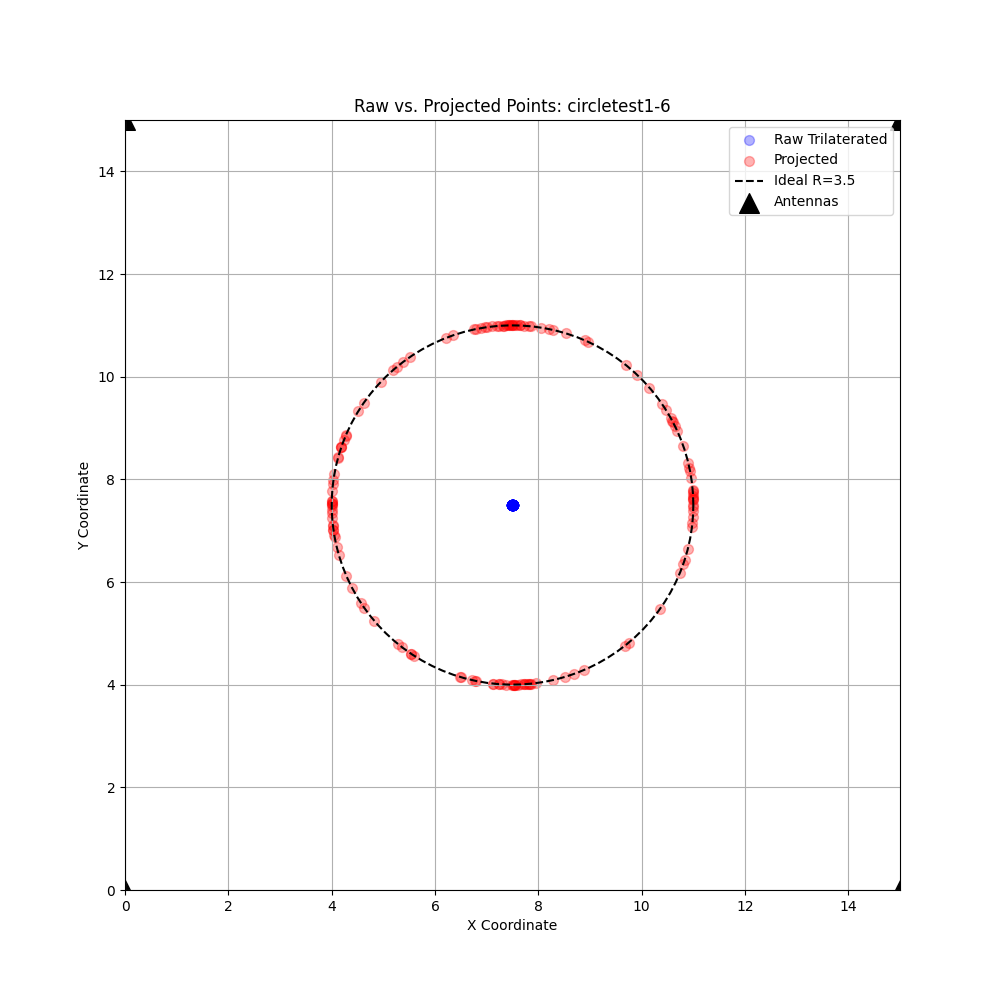 Raw vs. Projected Points: circletest1-6
Raw Trilaterated
Projected
Ideal R=3.5
Antennas
14
12
10
8
6
4
2
0
Y Coordinate
0 2 4 6 8 10 12 14
X Coordinate